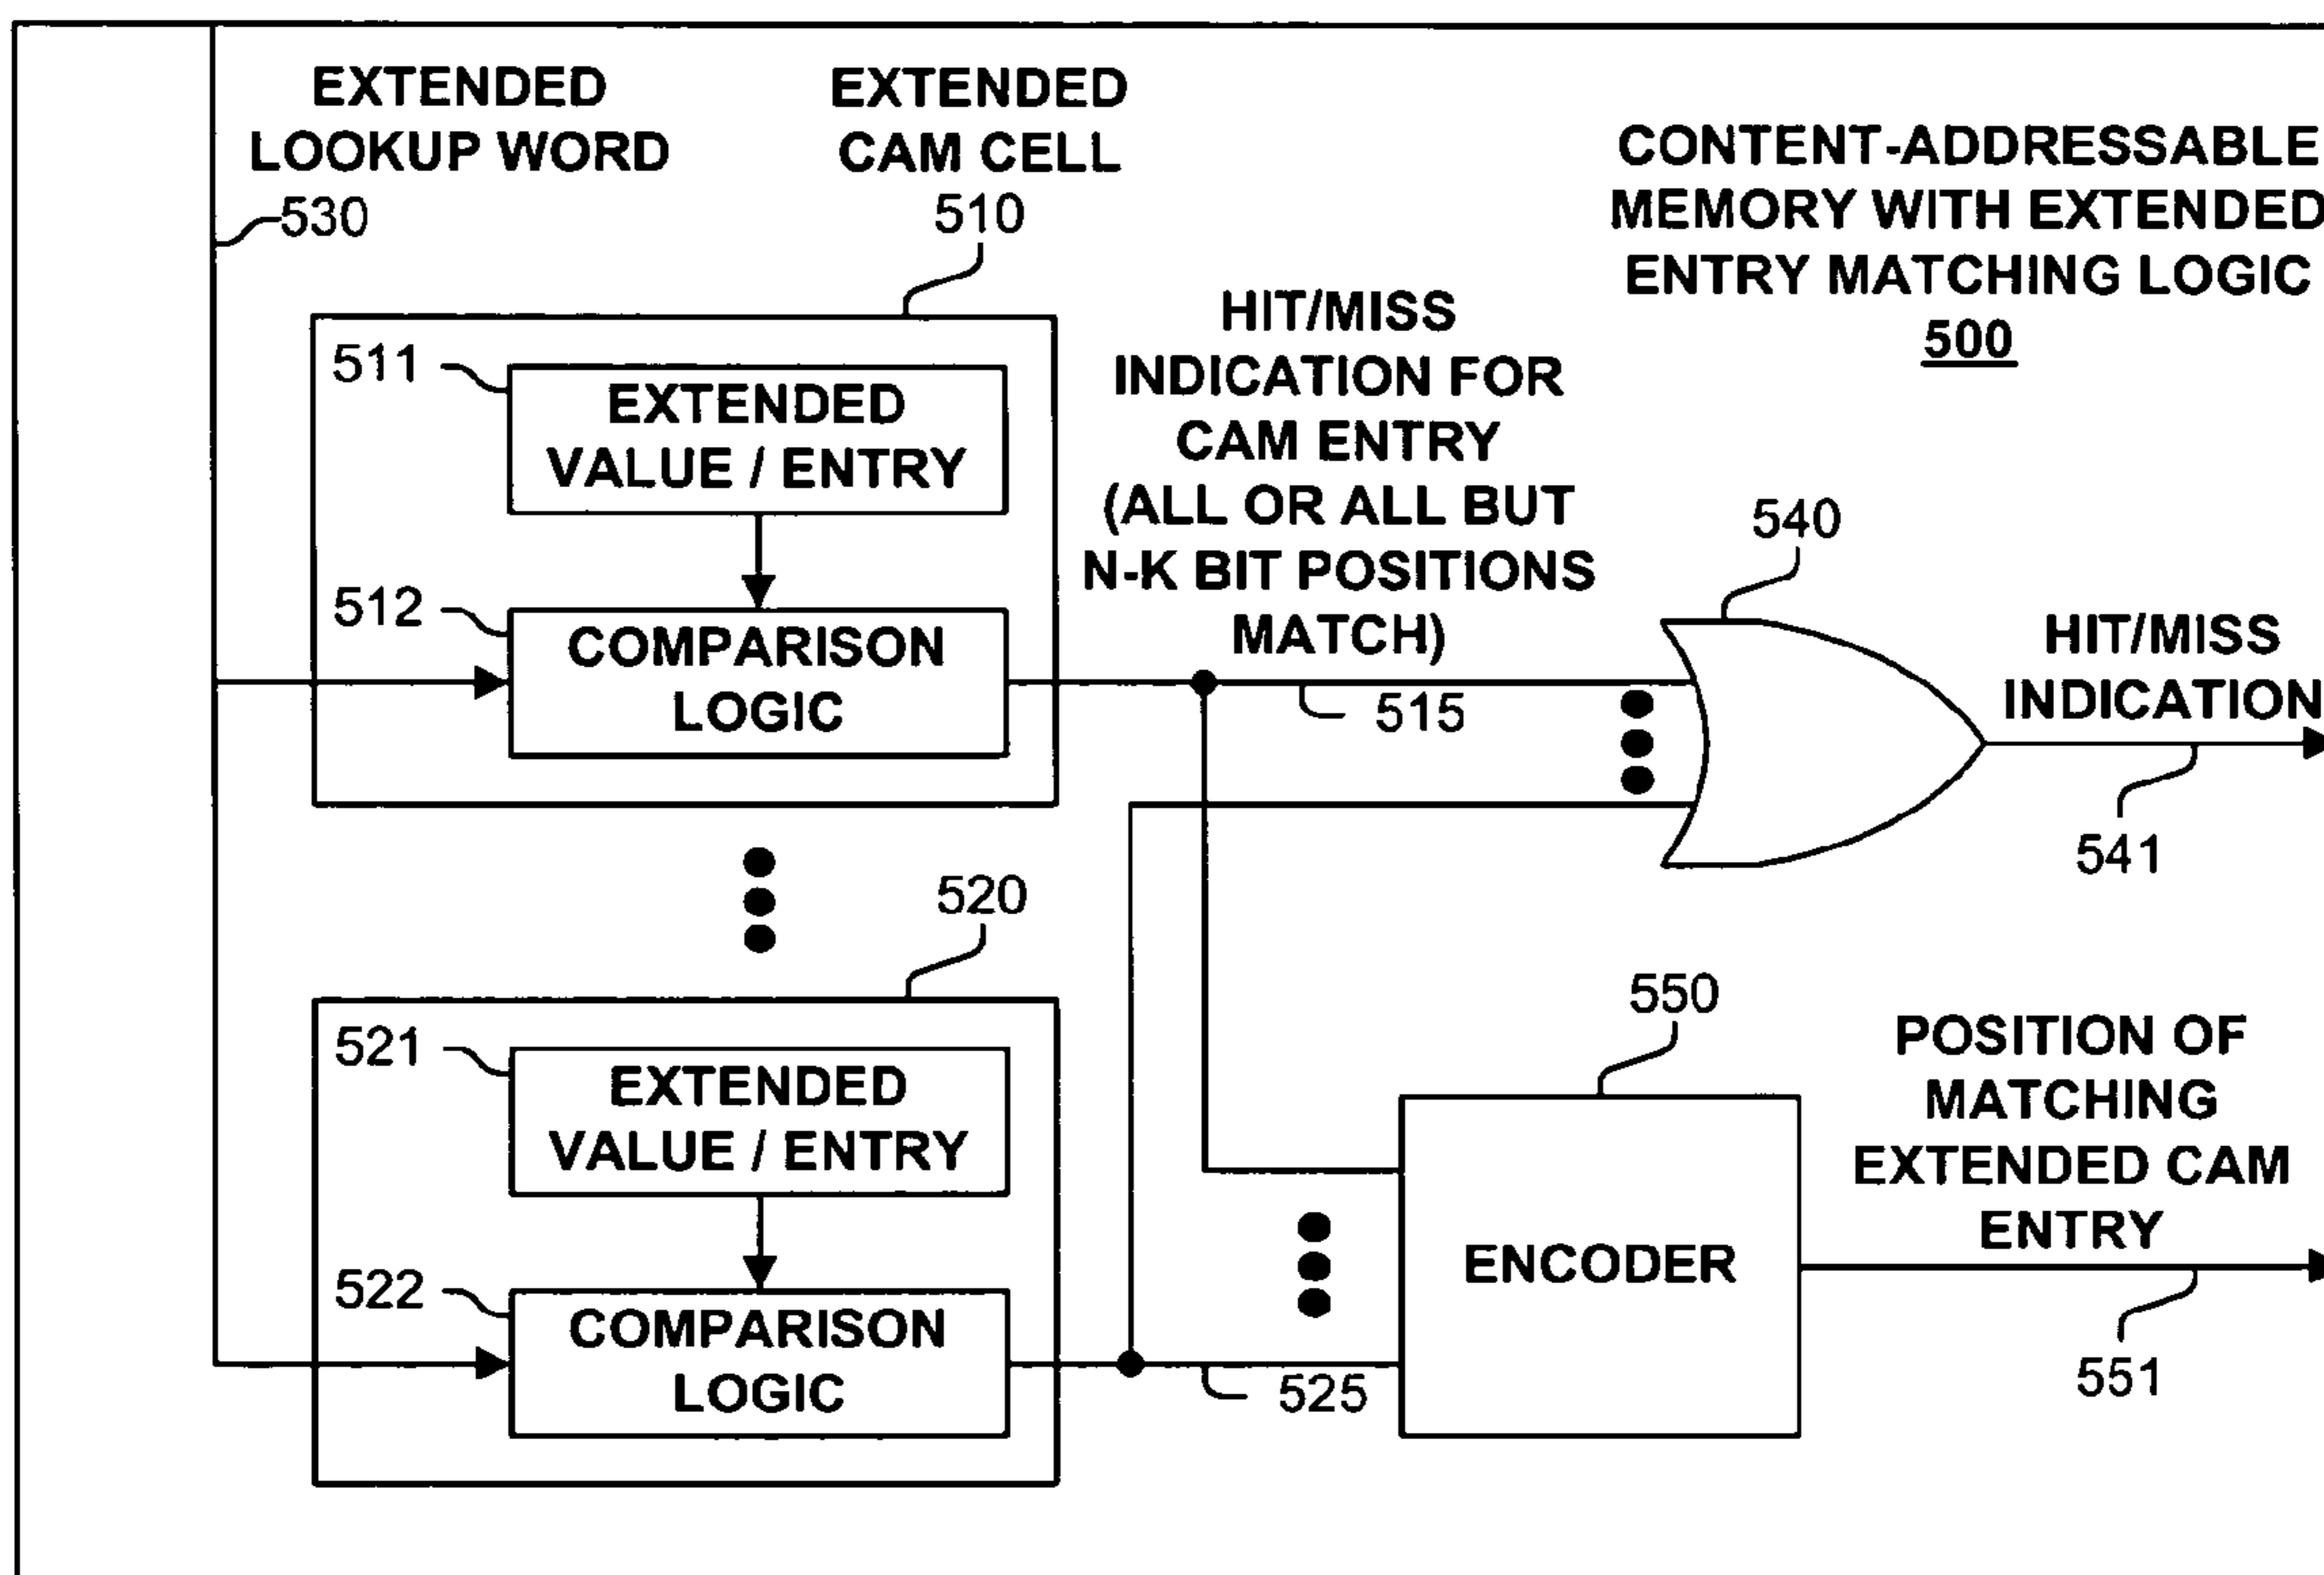 EXTENDED
LOOKUP WORD
530
EXTENDED
CAM CELL
510
CONTENT-ADDRESSABLE
MEMORY WITH EXTENDED
ENTRY MATCHING LOGIC
500
HIT/MISS
INDICATION FOR
CAM ENTRY
(ALL OR ALL BUT
N-K BIT POSITIONS
MATCH)
511
EXTENDED
VALUE / ENTRY
512
COMPARISON
LOGIC
515
540
HIT/MISS
INDICATION
541
520
521
EXTENDED
VALUE / ENTRY
522
COMPARISON
LOGIC
525
550
ENCODER
POSITION OF
MATCHING
EXTENDED CAM
ENTRY
551